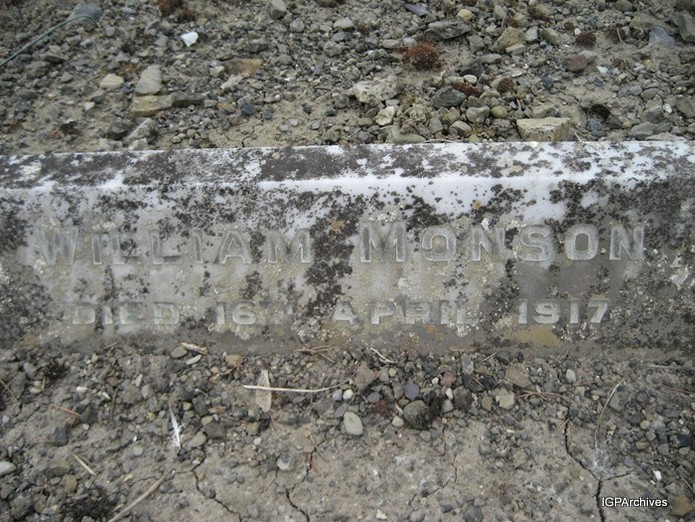 WILLIAM MONSON
DIED 16TH APRIL 1917
IGPArchives